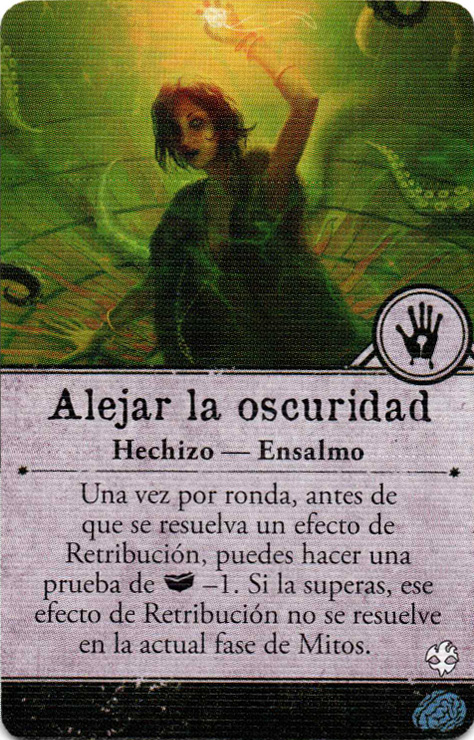 Alejar la oscuridad
Hechizo — Ensalmo
Una vez por ronda, antes de
que se resuelva un efecto de
Retribución, puedes hacer una
prueba de –1. Si la superas, ese
efecto de Retribución no se resuelve
en la actual fase de Mitos.